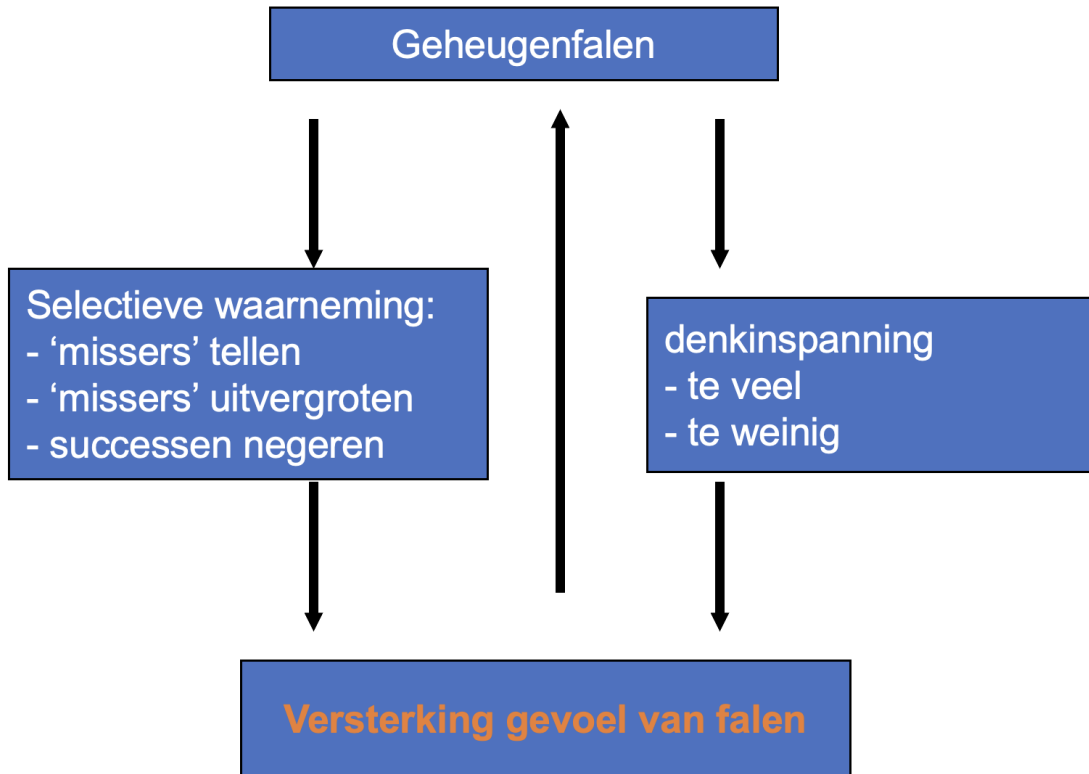 Geheugenfalen
Selectieve waarneming:
- ‘missers’ tellen
- ‘missers’ uitvergroten
- successen negeren
denkinspanning
- te veel
- te weinig
Versterking gevoel van falen